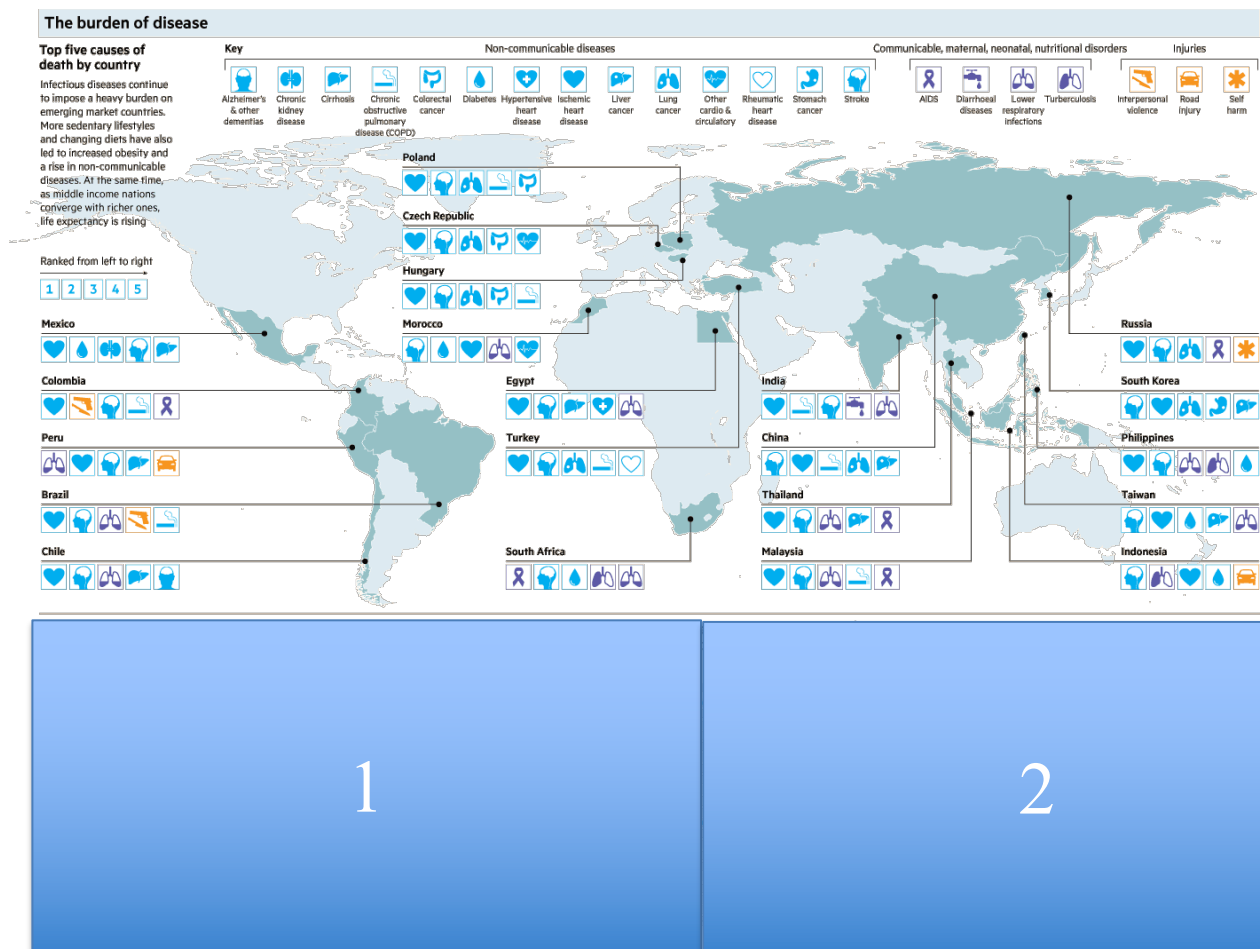 The burden of disease
Top five causes of
death by country
Infectious diseases continue
to impose a heavy burden on
emerging market countries.
More sedentary lifestyles
and changing diets have also
led to increased obesity and
a rise in non-communicable
diseases. At the same time,
as middle income nations
converge with richer ones,
life expectancy is rising
Ranked from left to right
1 2 3 4 5
Key
Non-communicable diseases
Alzheimer's
& other
dementias
Chronic
kidney
disease
Cirrhosis
Chronic
obstructive
pulmonary
disease (COPD)
Colorectal
cancer
Diabetes
Hypertensive
heart
disease
Ischemic
heart
disease
Liver
cancer
Lung
cancer
Other
cardio &
circulatory
Rheumatic
heart
disease
Stomach
cancer
Stroke
Communicable, maternal, neonatal, nutritional disorders
AIDS
Diarrhoeal
diseases
Lower
respiratory
infections
Turberculosis
Injuries
Interpersonal
violence
Road
injury
Self
harm
Poland
Czech Republic
Hungary
Morocco
Mexico
Colombia
Peru
Brazil
Chile
Egypt
Turkey
South Africa
India
China
Thailand
Malaysia
Russia
South Korea
Philippines
Taiwan
Indonesia
1
2